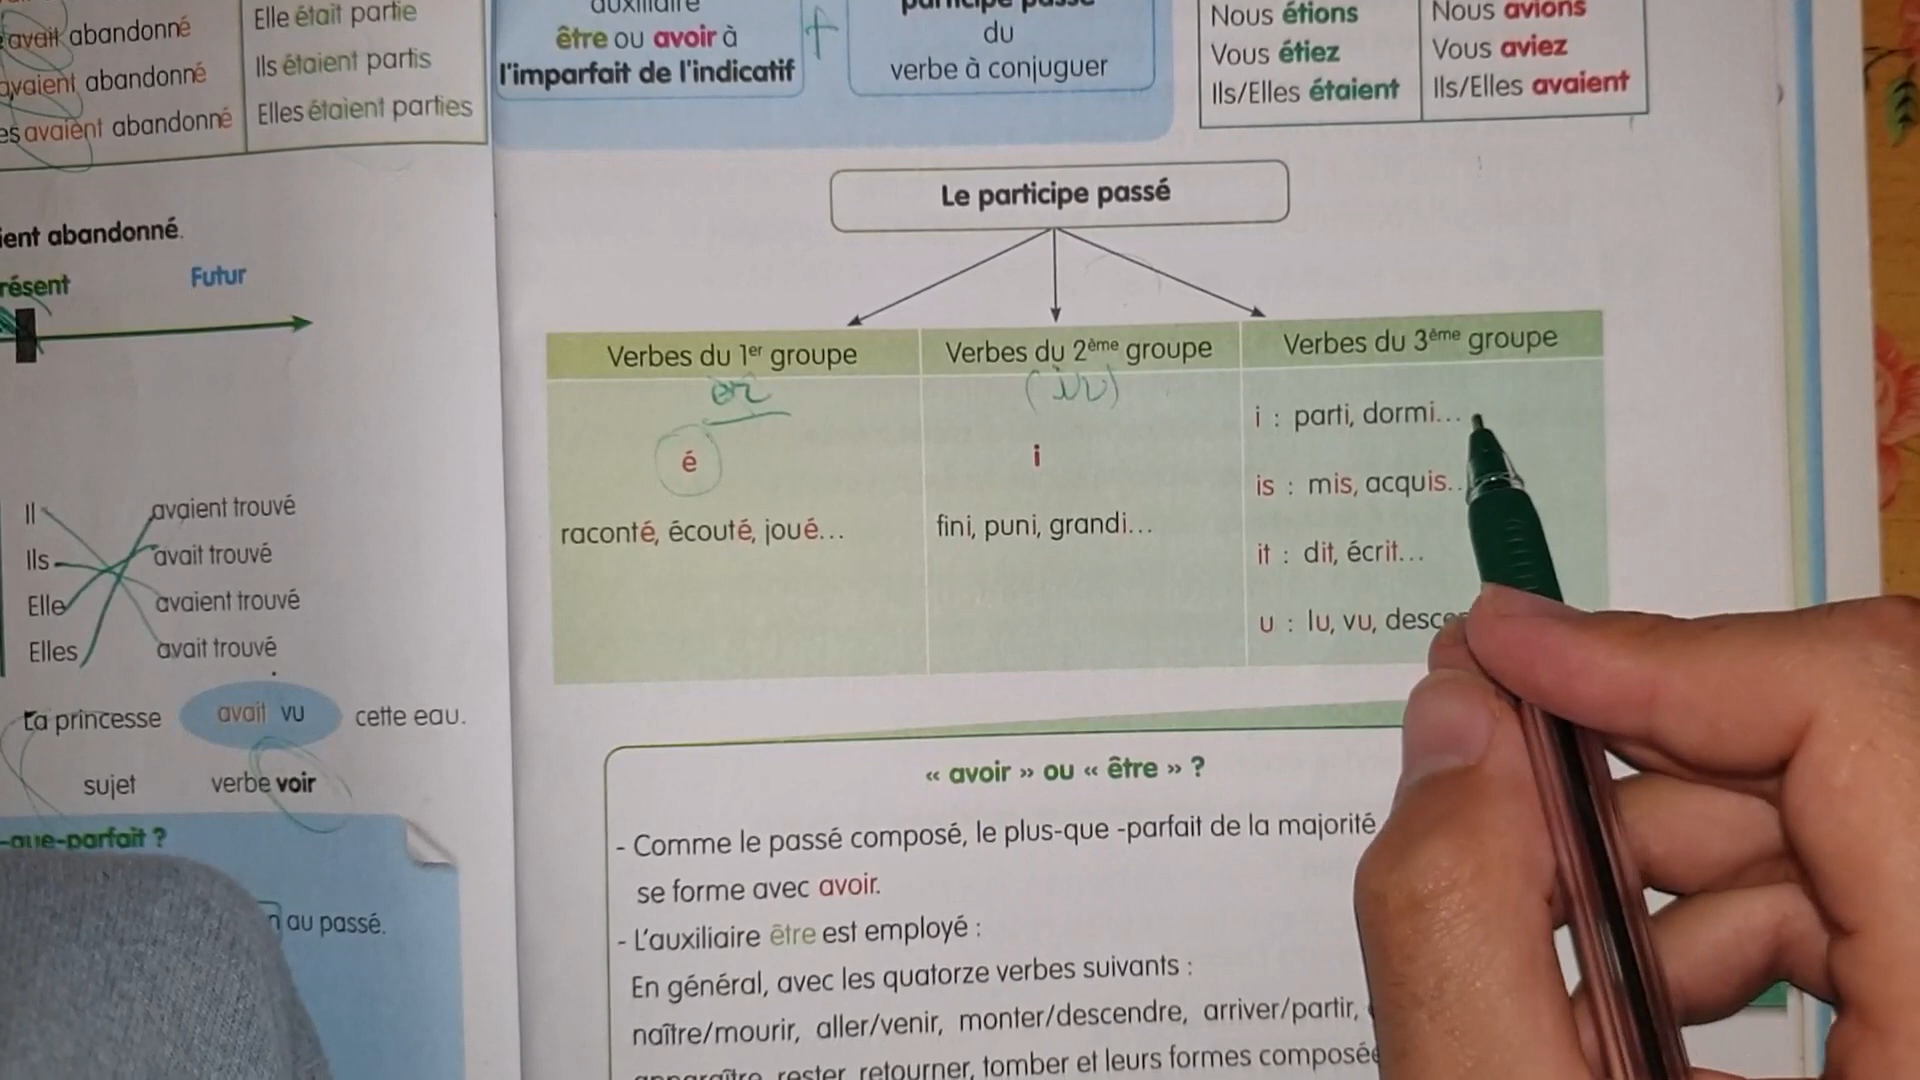 avait abandonné
avaient abandonné
avaient abandonné
Elle était partie
Ils étaient partis
Elles étaient parties
auxiliaire
être ou avoir à
l'imparfait de l'indicatif
+
participe passé
du
verbe à conjuguer
Nous étions
Vous étiez
Ils/Elles étaient
Nous avions
Vous aviez
Ils/Elles avaient
abandonné.
Futur
Il
Ils
Elle
Elles
avaient trouvé
avait trouvé
avaient trouvé
avait trouvé
La princesse avait vu cette eau.
sujet verbe voir
-que-parfait ?
au passé.
Le participe passé
Verbes du 1er groupe
er
é
raconté, écouté, joué...
Verbes du 2ème groupe
(ir)
i
fini, puni, grandi...
Verbes du 3ème groupe
i : parti, dormi...
is : mis, acquis..
it : dit, écrit...
u : lu, vu,
« avoir » ou « être » ?
- Comme le passé composé, le plus-que -parfait de la majorité
se forme avec avoir.
- L'auxiliaire être est employé :
En général, avec les quatorze verbes suivants :
naître/mourir, aller/venir, monter/descendre, arriver/partir,
rester, retourner, tomber et leurs formes